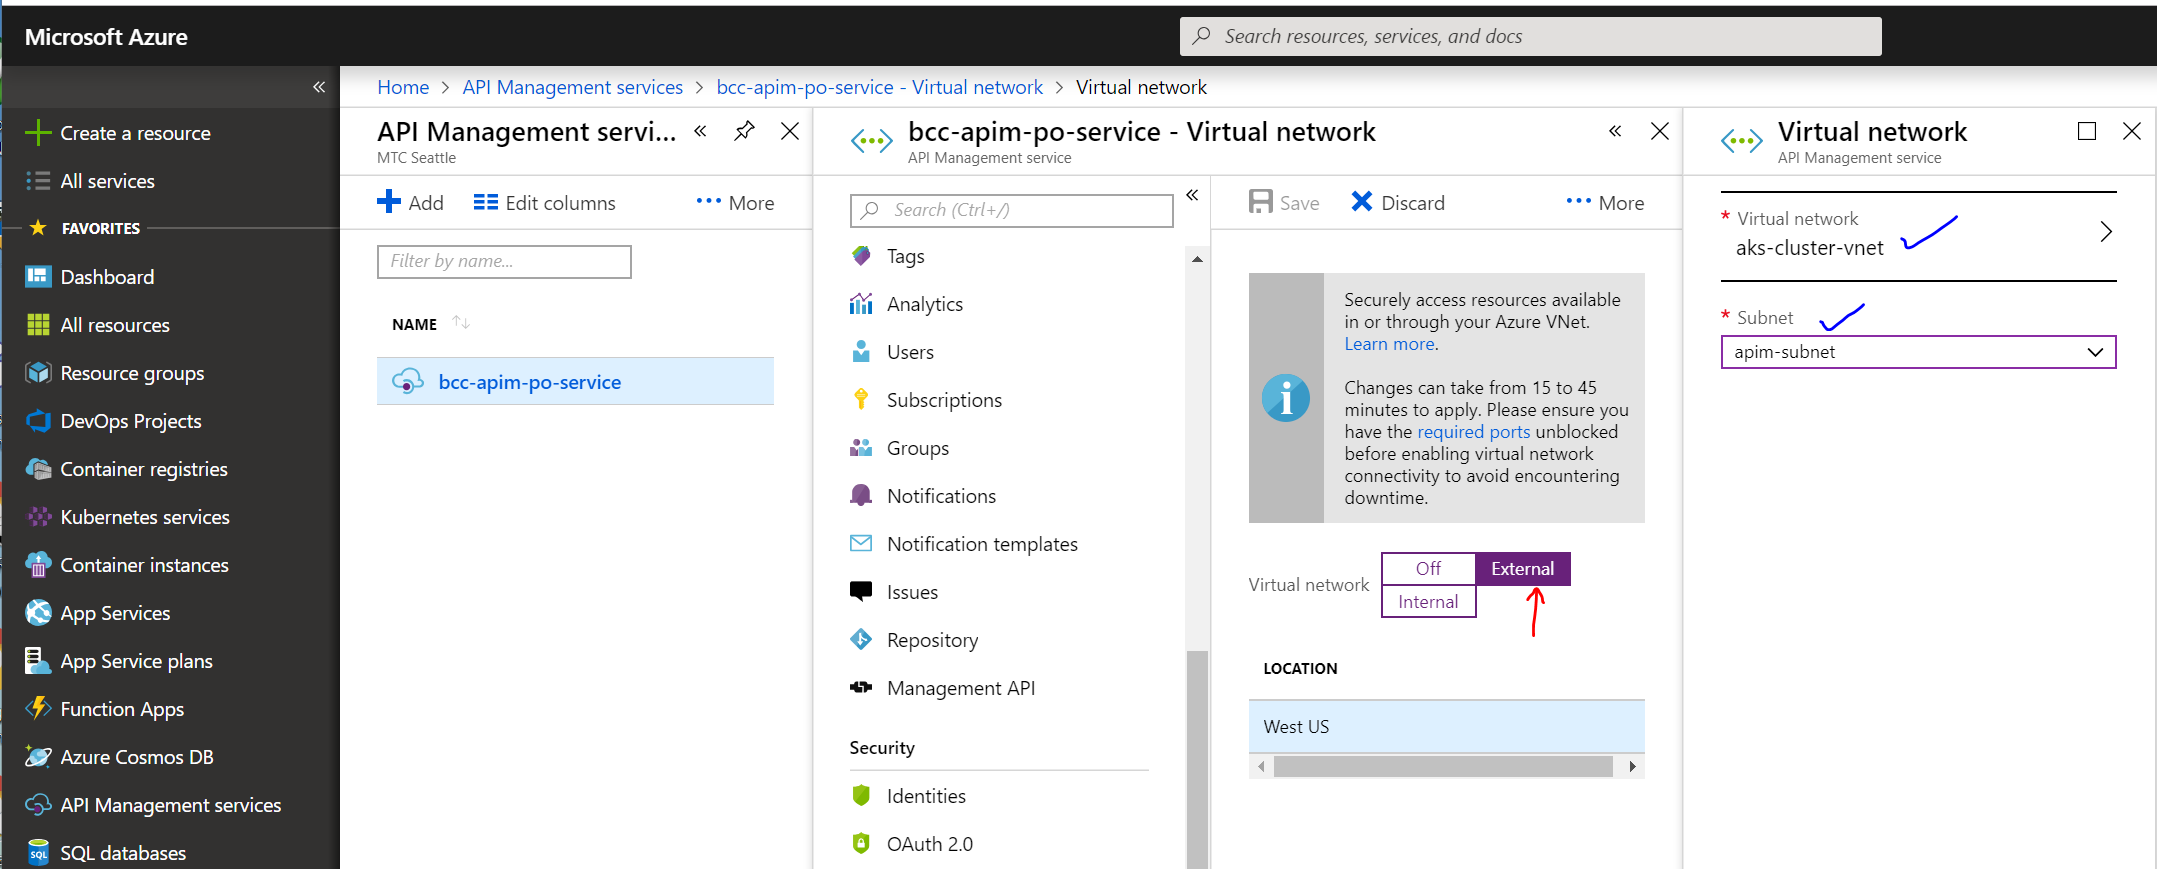 Microsoft Azure
Search resources, services, and docs
Home > API Management services > bcc-apim-po-service - Virtual network > Virtual network
Create a resource
All services
FAVORITES
Dashboard
All resources
Resource groups
DevOps Projects
Container registries
Kubernetes services
Container instances
App Services
App Service plans
Function Apps
Azure Cosmos DB
API Management services
SQL databases
SQL
API Management servi...
MTC Seattle
Add
Edit columns
More
Filter by name...
NAME
bcc-apim-po-service
bcc-apim-po-service - Virtual network
API Management service
Search (Ctrl+/)
Tags
Analytics
Users
Subscriptions
Groups
Notifications
Notification templates
Issues
Repository
Management API
Security
Identities
OAuth 2.0
Save
Discard
More
Securely access resources available
in or through your Azure VNet.
Learn more.
Changes can take from 15 to 45
minutes to apply. Please ensure you
have the required ports unblocked
before enabling virtual network
connectivity to avoid encountering
downtime.
Virtual network
Off
External
Internal
LOCATION
West US
Virtual network
API Management service
* Virtual network
aks-cluster-vnet
* Subnet
apim-subnet